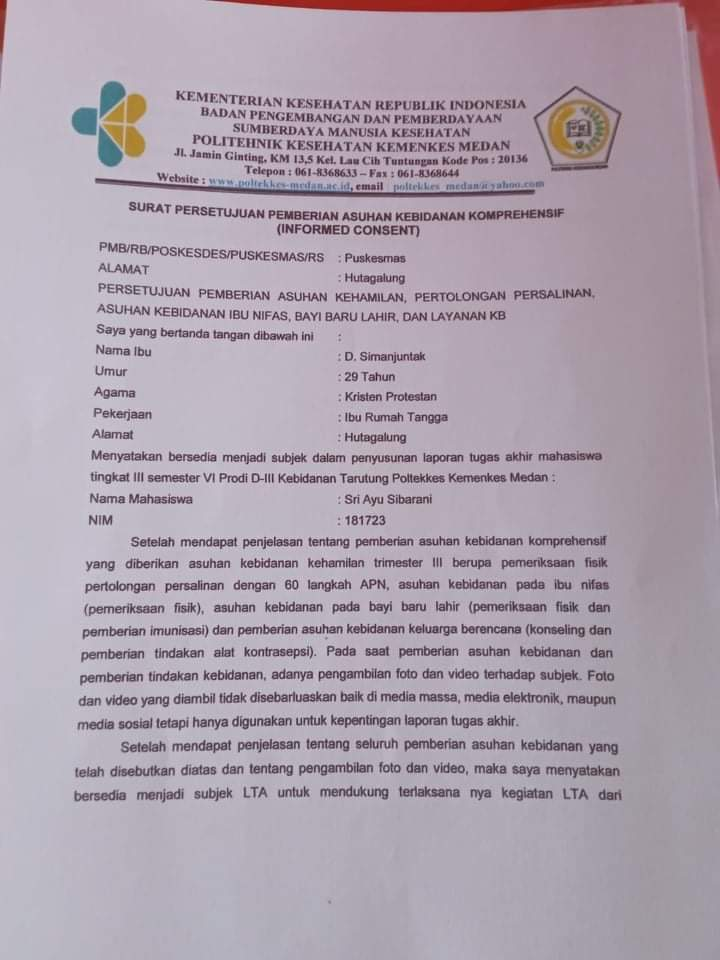 KEMENTERIAN KESEHATAN REPUBLIK INDONESIA
BADAN PENGEMBANGAN DAN PEMBERDAYAAN
SUMBERDAYA MANUSIA KESEHATAN
POLITEHNIK KESEHATAN KEMENKES MEDAN
Jl. Jamin Ginting, KM 13,5 Kel. Lau Cih Tuntungan Kode Pos : 20136
Telepon : 061-8368633 – Fax : 061-8368644
Website : www.poltekkes-medan.ac.id, email : poltekkes_medan@yahoo.com
SURAT PERSETUJUAN PEMBERIAN ASUHAN KEBIDANAN KOMPREHENSIF
(INFORMED CONSENT)
PMB/RB/POSKESDES/PUSKESMAS/RS : Puskesmas
ALAMAT : Hutagalung
PERSETUJUAN PEMBERIAN ASUHAN KEHAMILAN, PERTOLONGAN PERSALINAN,
ASUHAN KEBIDANAN IBU NIFAS, BAYI BARU LAHIR, DAN LAYANAN KB
Saya yang bertanda tangan dibawah ini :
Nama Ibu : D. Simanjuntak
Umur : 29 Tahun
Agama : Kristen Protestan
Pekerjaan : Ibu Rumah Tangga
Alamat : Hutagalung
Menyatakan bersedia menjadi subjek dalam penyusunan laporan tugas akhir mahasiswa
tingkat III semester VI Prodi D-III Kebidanan Tarutung Poltekkes Kemenkes Medan :
Nama Mahasiswa : Sri Ayu Sibarani
NIM : 181723
Setelah mendapat penjelasan tentang pemberian asuhan kebidanan komprehensif
yang diberikan asuhan kebidanan kehamilan trimester III berupa pemeriksaan fisik
pertolongan persalinan dengan 60 langkah APN, asuhan kebidanan pada ibu nifas
(pemeriksaan fisik), asuhan kebidanan pada bayi baru lahir (pemeriksaan fisik dan
pemberian imunisasi) dan pemberian asuhan kebidanan keluarga berencana (konseling dan
pemberian tindakan alat kontrasepsi). Pada saat pemberian asuhan kebidanan dan
pemberian tindakan kebidanan, adanya pengambilan foto dan video terhadap subjek. Foto
dan video yang diambil tidak disebarluaskan baik di media massa, media elektronik, maupun
media sosial tetapi hanya digunakan untuk kepentingan laporan tugas akhir.
Setelah mendapat penjelasan tentang seluruh pemberian asuhan kebidanan yang
telah disebutkan diatas dan tentang pengambilan foto dan video, maka saya menyatakan
bersedia menjadi subjek LTA untuk mendukung terlaksana nya kegiatan LTA dari